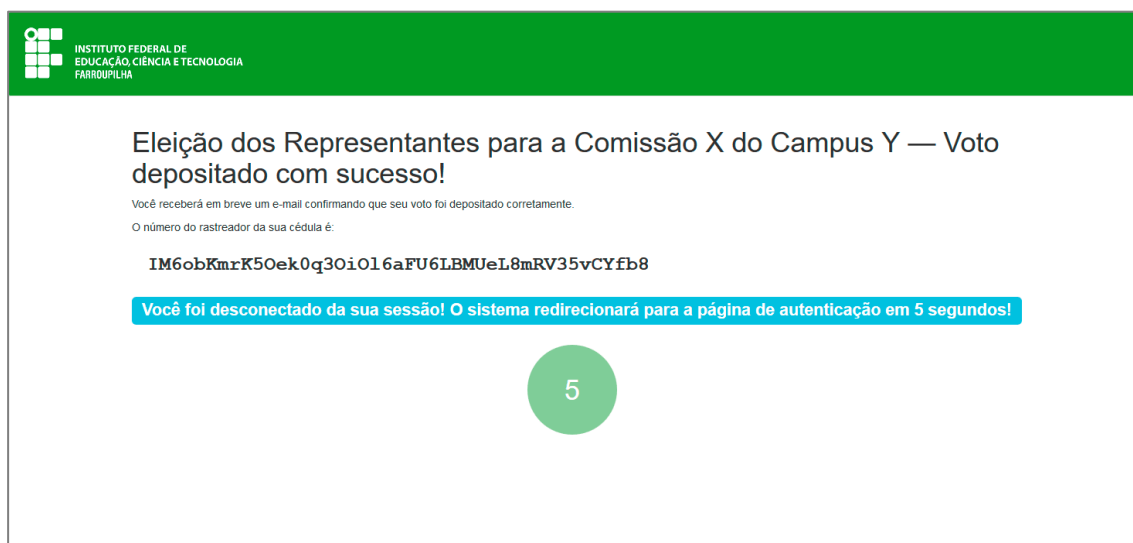 INSTITUTO FEDERAL DE
EDUCAÇÃO, CIÊNCIA E TECNOLOGIA
FARROUPILHA
Eleição dos Representantes para a Comissão X do Campus Y — Voto
depositado com sucesso!
Você receberá em breve um e-mail confirmando que seu voto foi depositado corretamente.
O número do rastreador da sua cédula é:
IM6obKmrK5Oek0q3OiOl6aFU6LBMUeL8mRV35vCYfb8
Você foi desconectado da sua sessão! O sistema redirecionará para a página de autenticação em 5 segundos!
5